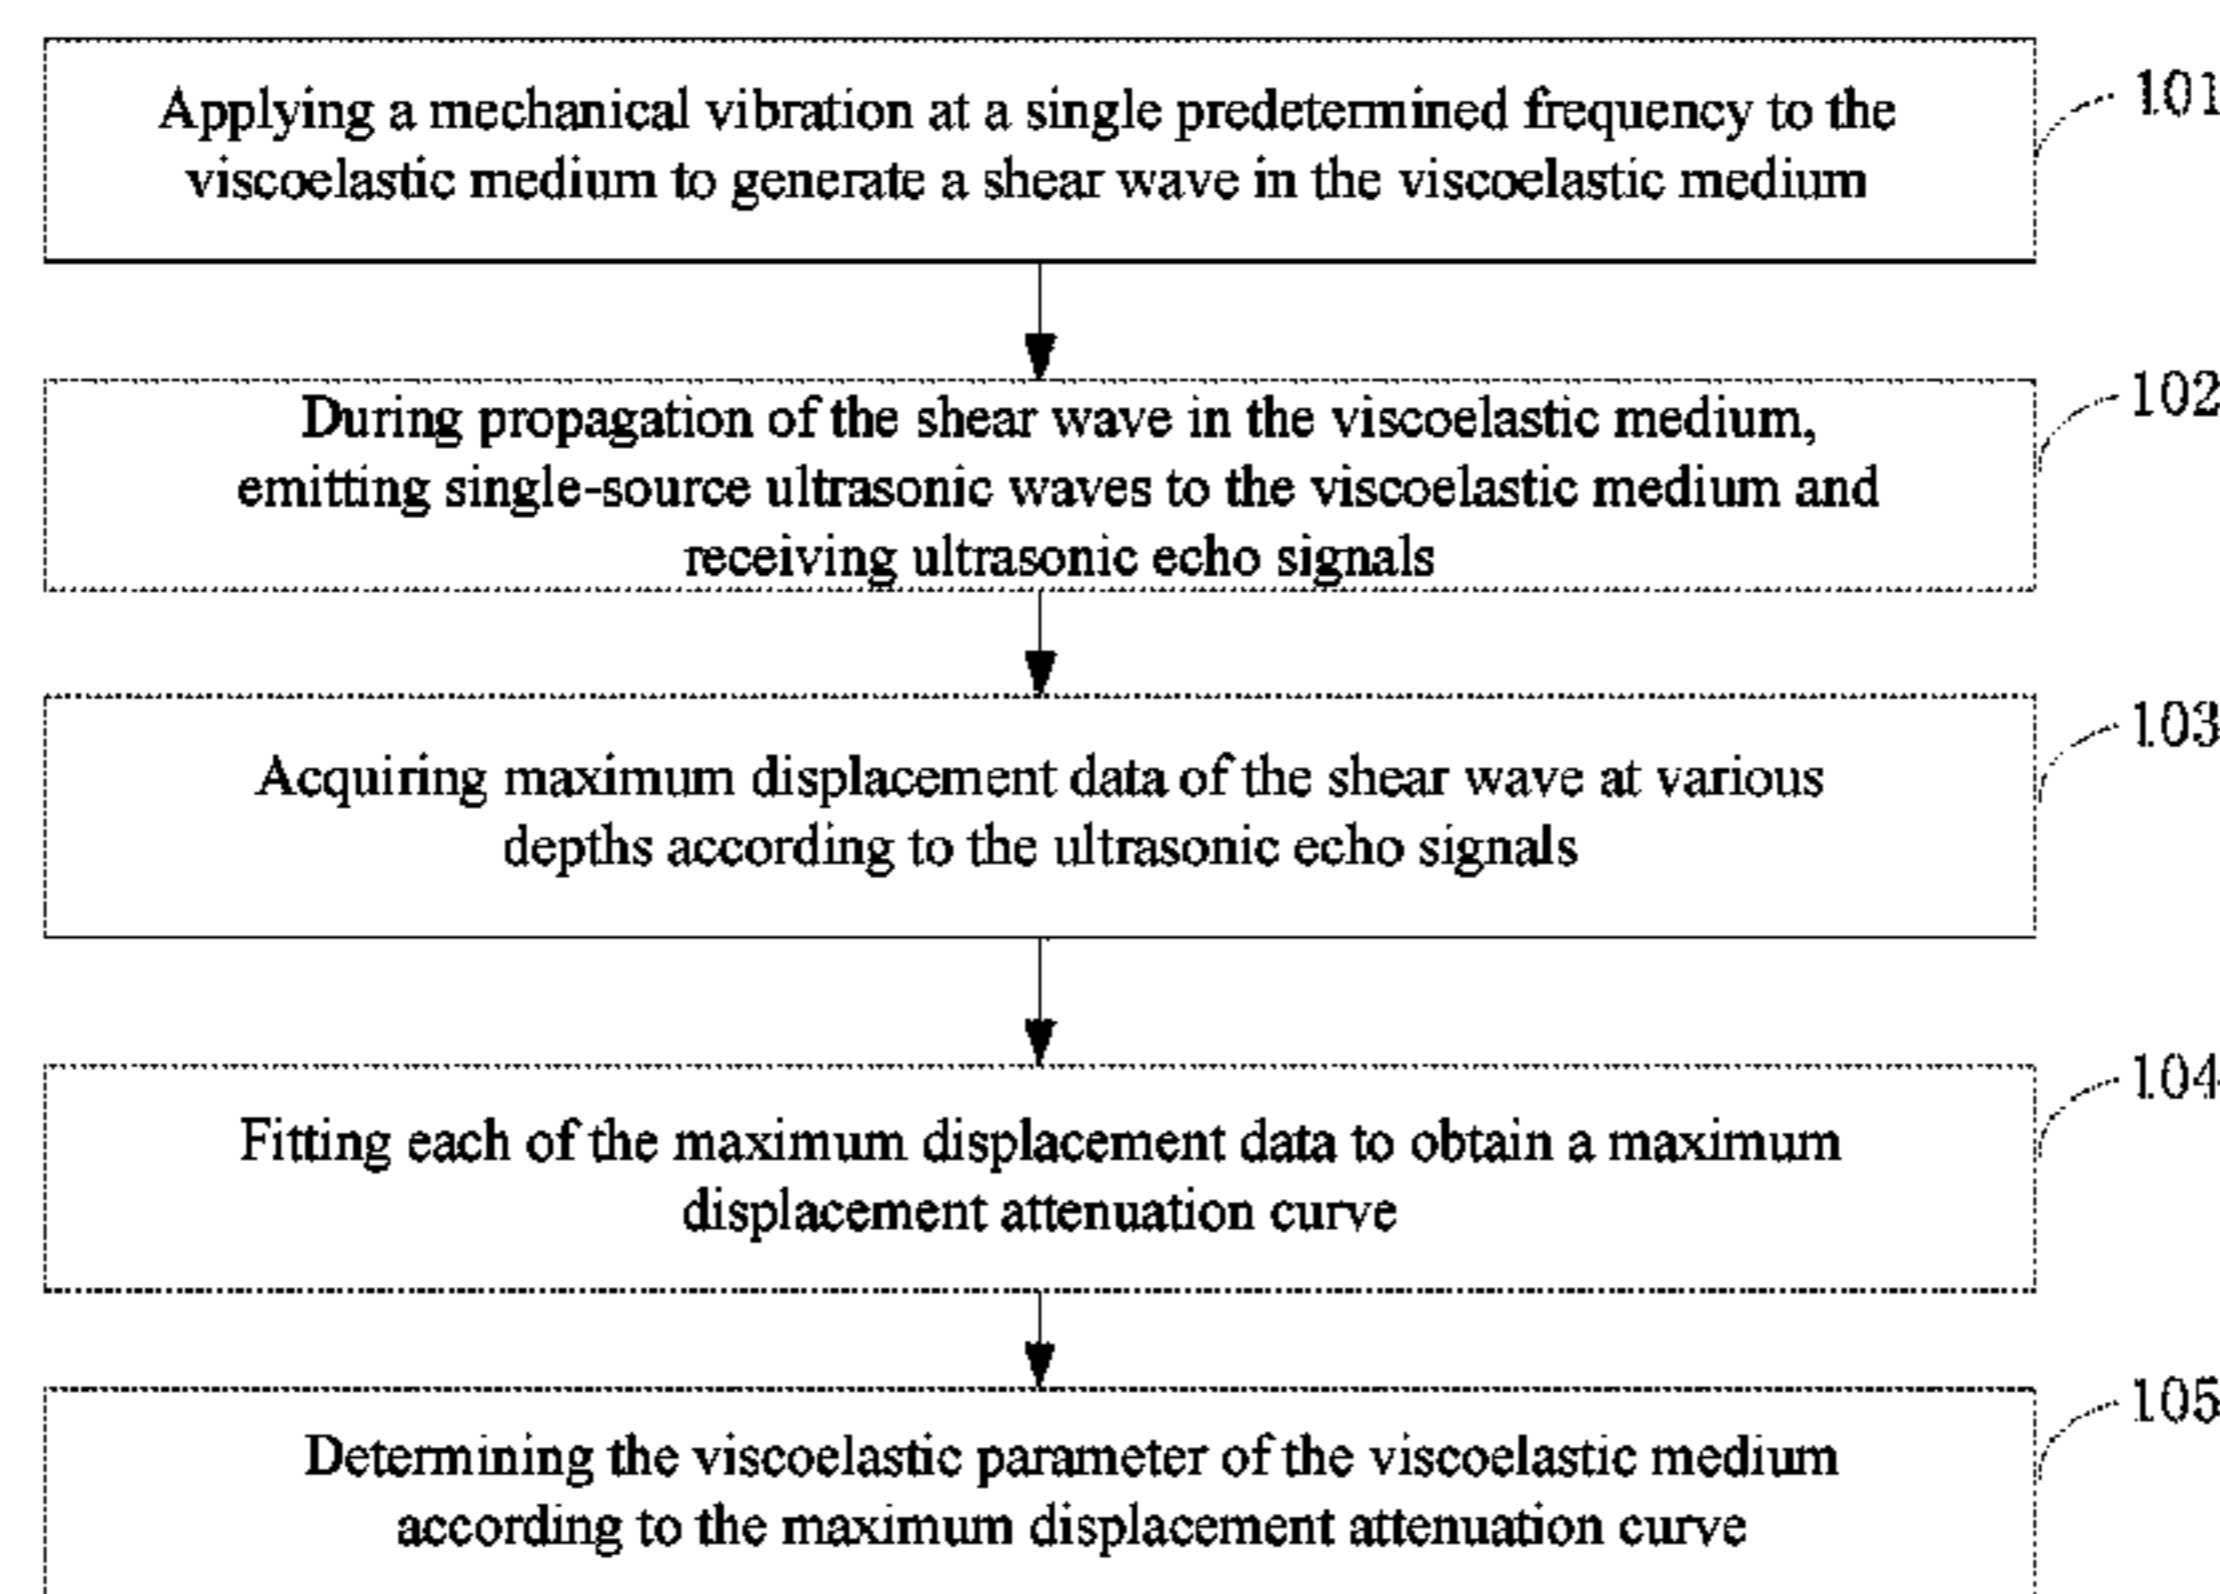 Applying a mechanical vibration at a single predetermined frequency to the
viscoelastic medium to generate a shear wave in the viscoelastic medium
101
During propagation of the shear wave in the viscoelastic medium,
emitting single-source ultrasonic waves to the viscoelastic medium and
receiving ultrasonic echo signals
102
Acquiring maximum displacement data of the shear wave at various
depths according to the ultrasonic echo signals
103
Fitting each of the maximum displacement data to obtain a maximum
displacement attenuation curve
104
Determining the viscoelastic parameter of the viscoelastic medium
according to the maximum displacement attenuation curve
105